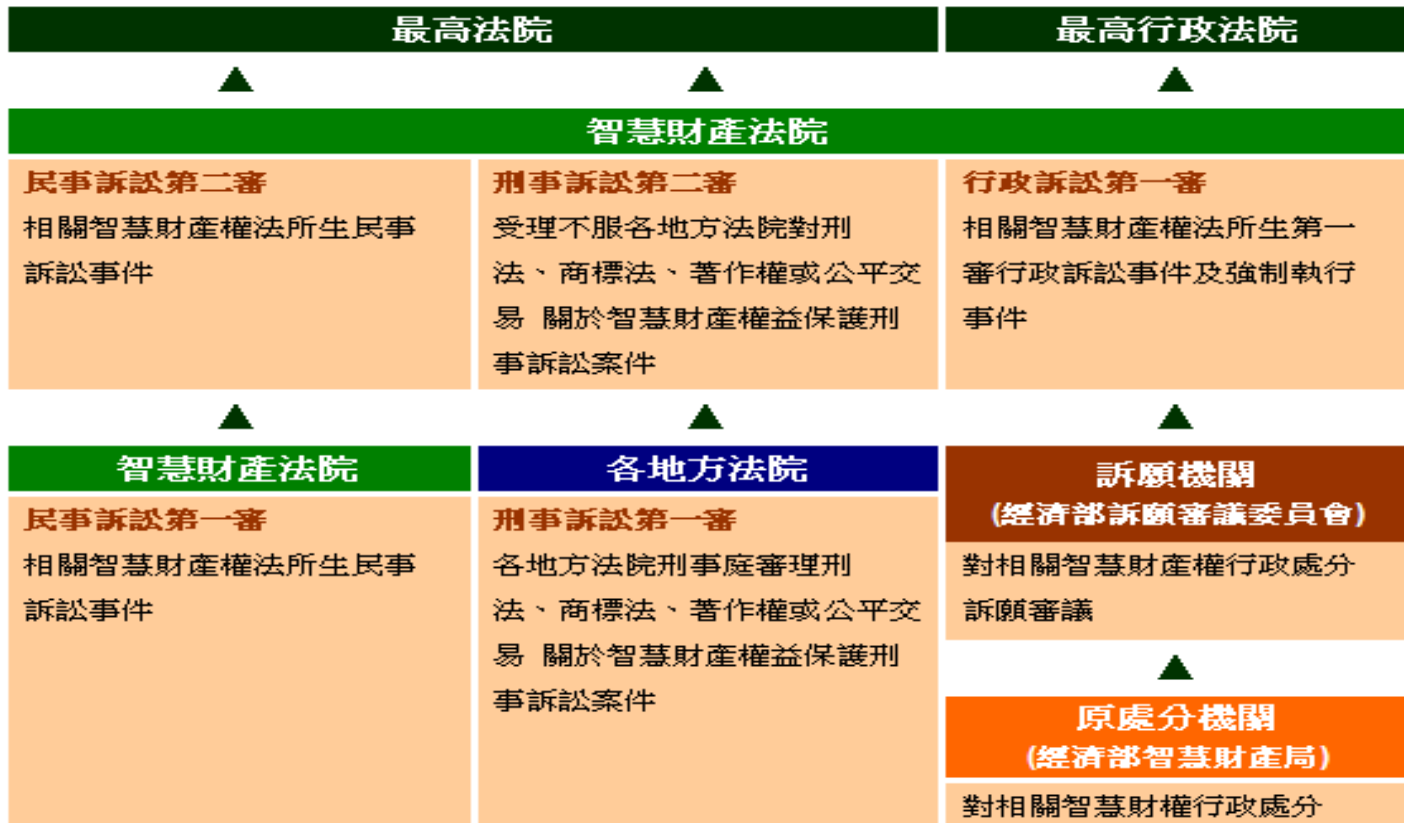 最高法院
最高行政法院
智慧財產法院
民事訴訟第二審
相關智慧財產權法所生民事
訴訟事件
刑事訴訟第二審
受理不服各地方法院對刑
法、商標法、著作權或公平交
易 關於智慧財產權益保護刑
事訴訟案件
行政訴訟第一審
相關智慧財產權法所生第一
審行政訴訟事件及強制執行
事件
智慧財產法院
民事訴訟第一審
相關智慧財產權法所生民事
訴訟事件
各地方法院
刑事訴訟第一審
各地方法院刑事庭審理刑
法、商標法、著作權或公平交
易 關於智慧財產權益保護刑
事訴訟案件
訴願機關
(經濟部訴願審議委員會)
對相關智慧財產權行政處分
訴願審議
原處分機關
(經濟部智慧財產局)
對相關智慧財權行政處分